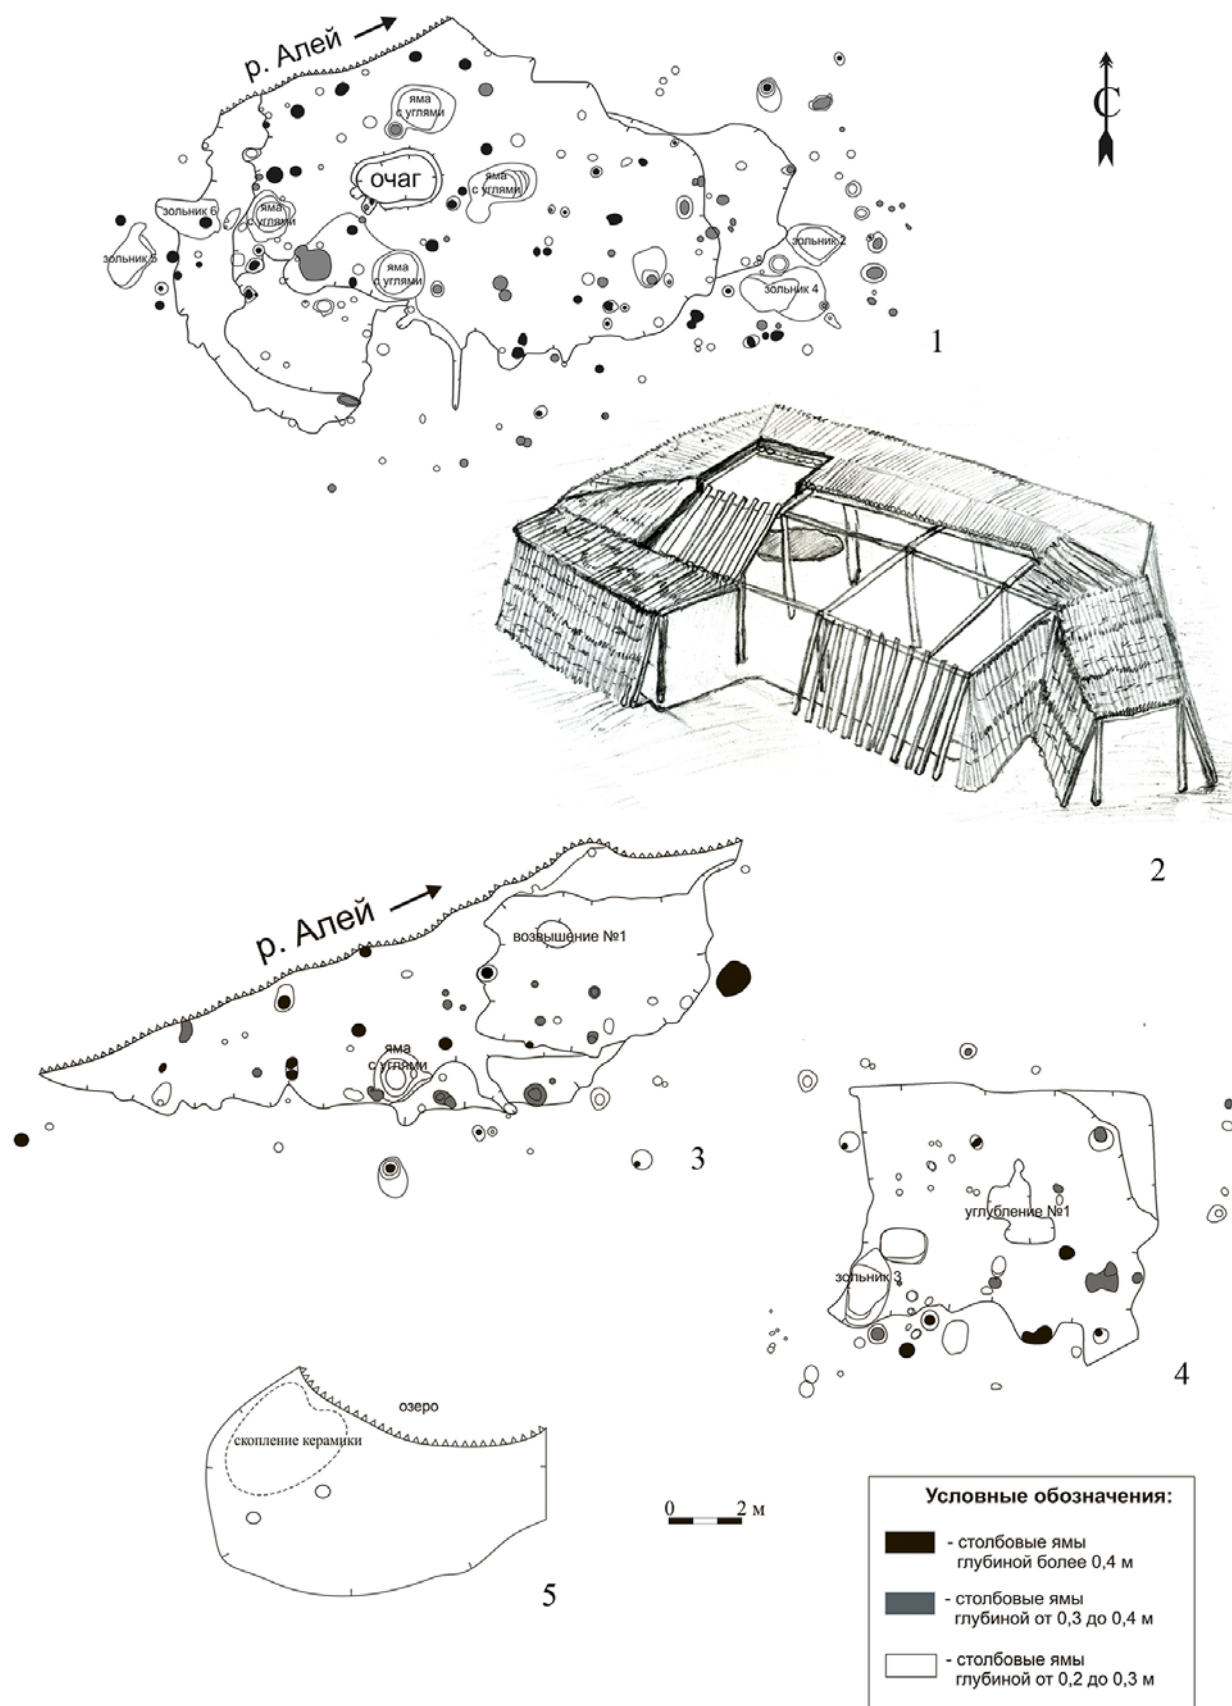 р. Алей
С
яма
с углями
очаг
яма
с углями
зольник 6
яма
с углями
зольник 5
яма
с углями
зольник 2
зольник 4
1
2
р. Алей
возвышение №1
яма
с углями
3
углубление №1
зольник 3
4
озеро
скопление керамики
5
0 2 м
Условные обозначения:
- столбовые ямы
глубиной более 0,4 м
- столбовые ямы
глубиной от 0,3 до 0,4 м
- столбовые ямы
глубиной от 0,2 до 0,3 м